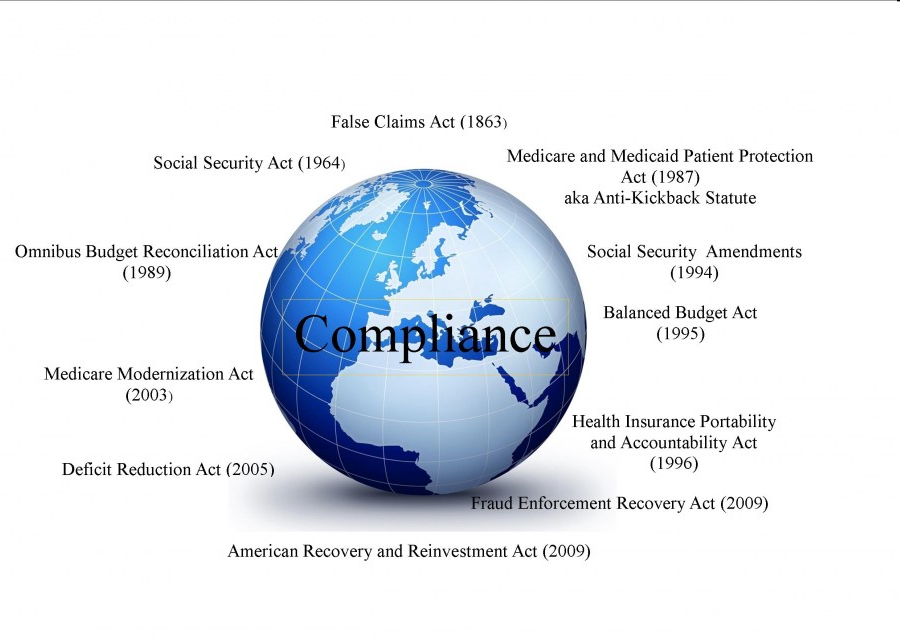 False Claims Act (1863)
Social Security Act (1964)
Medicare and Medicaid Patient Protection
Act (1987)
aka Anti-Kickback Statute
Omnibus Budget Reconciliation Act
(1989)
Social Security Amendments
(1994)
Balanced Budget Act
(1995)
Compliance
Medicare Modernization Act
(2003)
Health Insurance Portability
and Accountability Act
(1996)
Deficit Reduction Act (2005)
Fraud Enforcement Recovery Act (2009)
American Recovery and Reinvestment Act (2009)